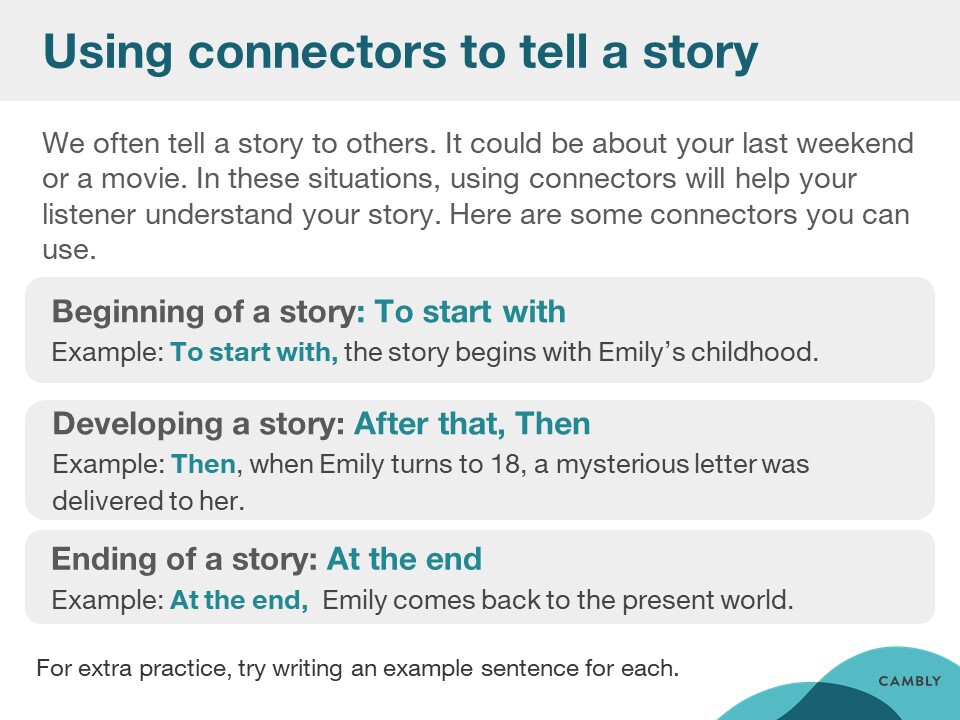 Using connectors to tell a story
We often tell a story to others. It could be about your last weekend
or a movie. In these situations, using connectors will help your
listener understand your story. Here are some connectors you can
use.
Beginning of a story: To start with
Example: To start with, the story begins with Emily’s childhood.
Developing a story: After that, Then
Example: Then, when Emily turns to 18, a mysterious letter was
delivered to her.
Ending of a story: At the end
Example: At the end,  Emily comes back to the present world.
For extra practice, try writing an example sentence for each.
CAMBLY